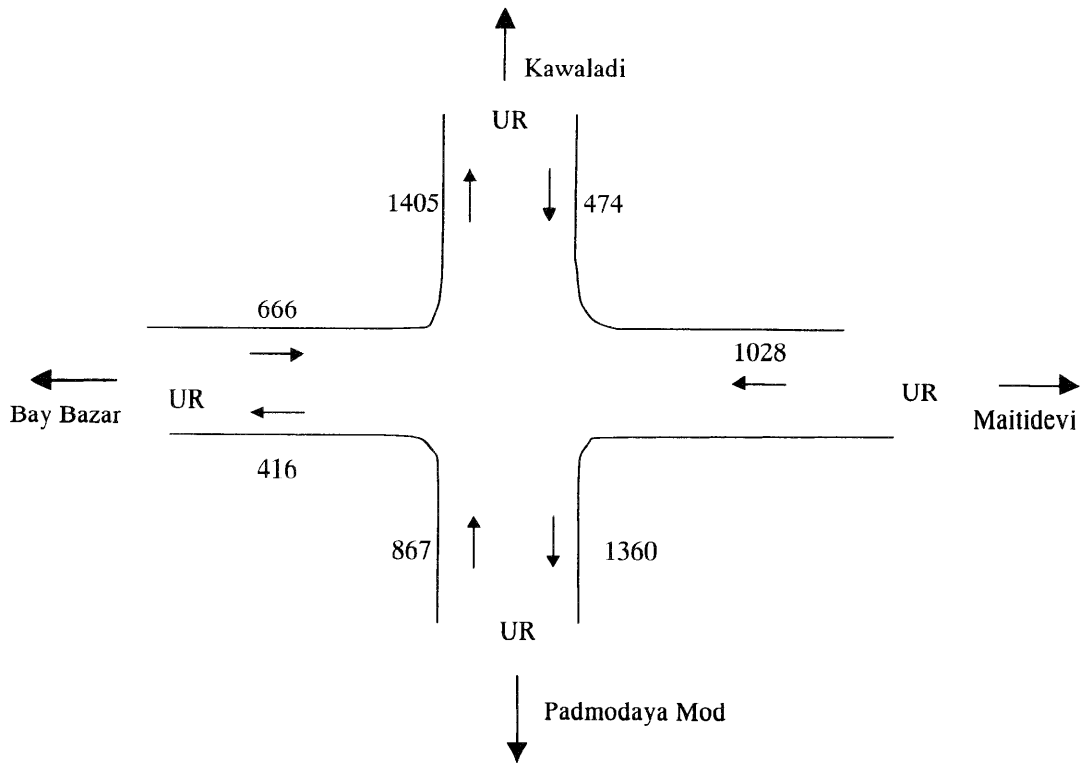 Kawaladi
UR
1405
474
666
1028
UR
UR
Bay Bazar
Maitidevi
416
867
1360
UR
Padmodaya Mod